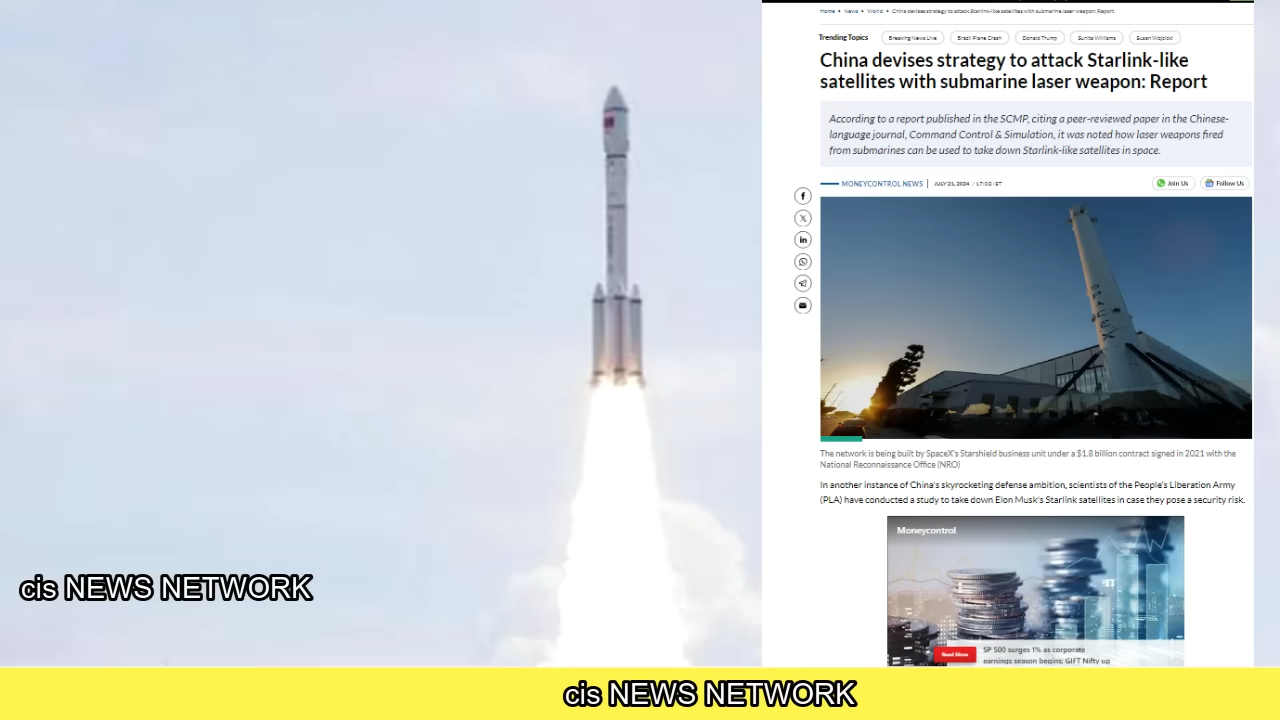 Home • News • World • China devises strategy to attack Starlink-like satellites with submarine laser weapon: Report
Trending Topics
Breaking News Live
Brazil Plane Crash
Donald Trump
Sunita Williams
Susan Wojcicki
China devises strategy to attack Starlink-like
satellites with submarine laser weapon: Report
According to a report published in the SCMP, citing a peer-reviewed paper in the Chinese-
language journal, Command Control & Simulation, it was noted how laser weapons fired
from submarines can be used to take down Starlink-like satellites in space.
MONEYCONTROL NEWS
Join Us
Follow Us
SPACEX
The network is being built by SpaceX's Starshield business unit under a $1.8 billion contract signed in 2021 with the
National Reconnaissance Office (NRO)
In another instance of China's skyrocketing defense ambition, scientists of the People's Liberation Army
(PLA) have conducted a study to take down Elon Musk's Starlink satellites in case they pose a security risk.
Moneycontrol
cis NEWS NETWORK
Read More
SP 500 surges 1% as corporate
earnings season begins; GIFT Nifty up
cis NEWS NETWORK